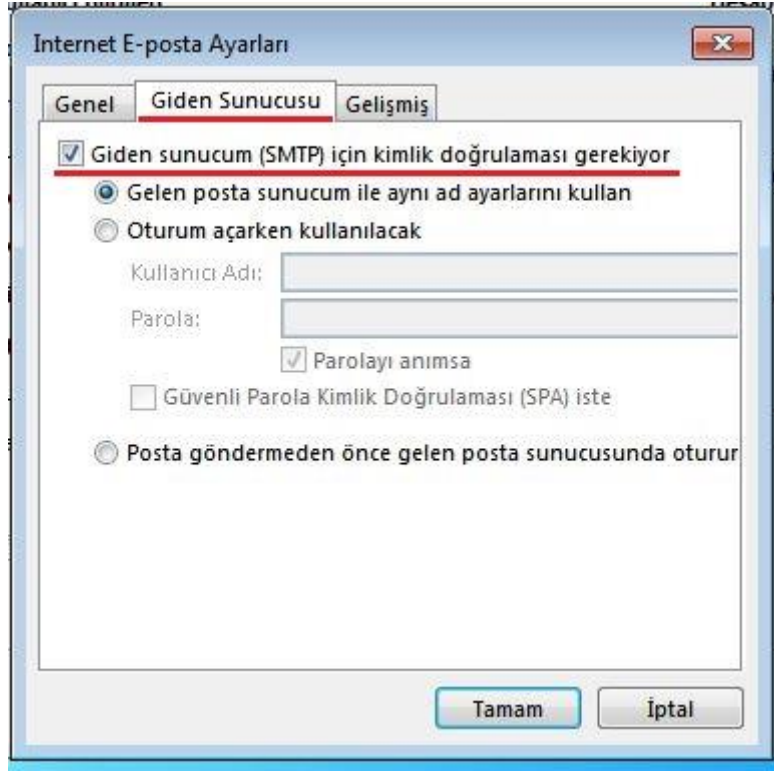 Internet E-posta Ayarları
Genel Giden Sunucusu Gelişmiş
Giden sunucum (SMTP) için kimlik doğrulaması gerekiyor
Gelen posta sunucum ile aynı ad ayarlarını kullan
Oturum açarken kullanılacak
Kullanıcı Adı:
Parola:
Parolayı anımsa
Güvenli Parola Kimlik Doğrulaması (SPA) iste
Posta göndermeden önce gelen posta sunucusunda oturur
Tamam İptal